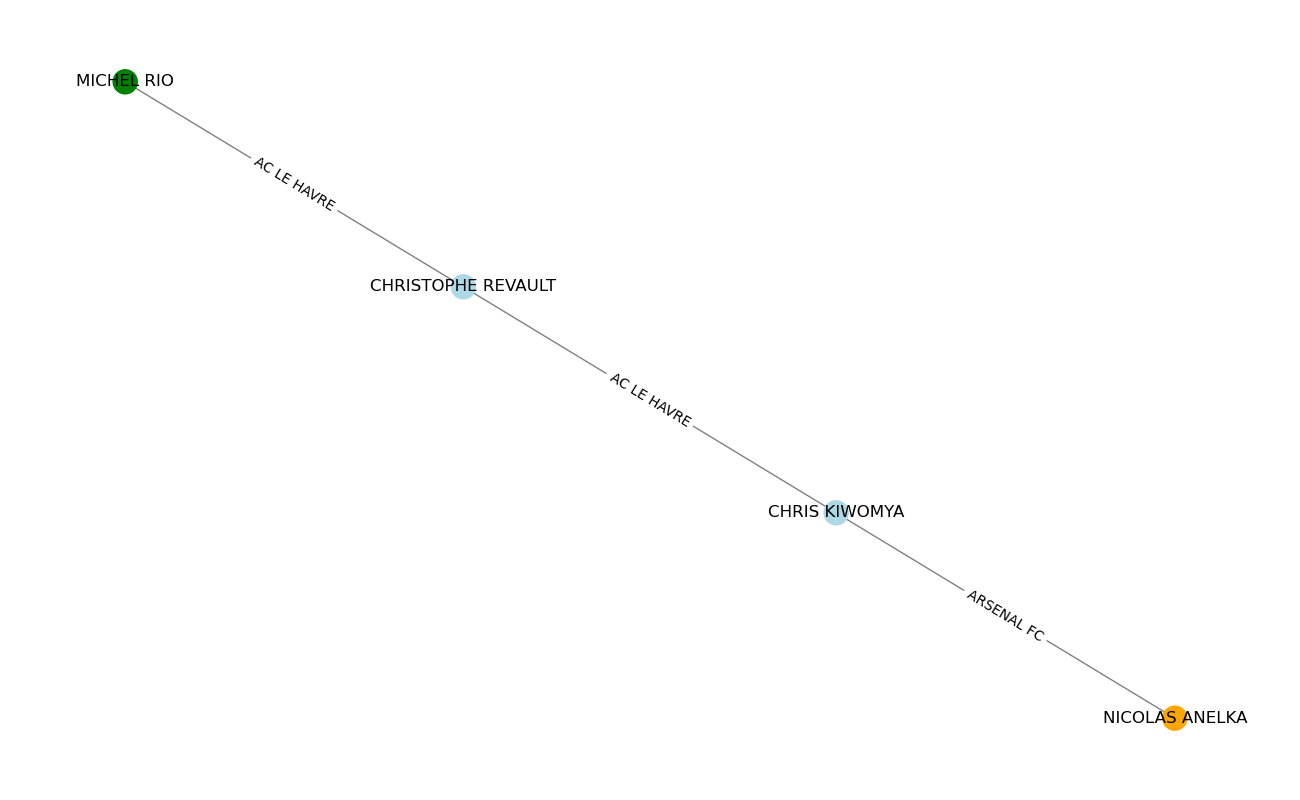 MICHEL RIO
AC LE HAVRE
CHRISTOPHE REVAULT
AC LE HAVRE
CHRIS KIWOMYA
ARSENAL FC
NICOLAS ANELKA